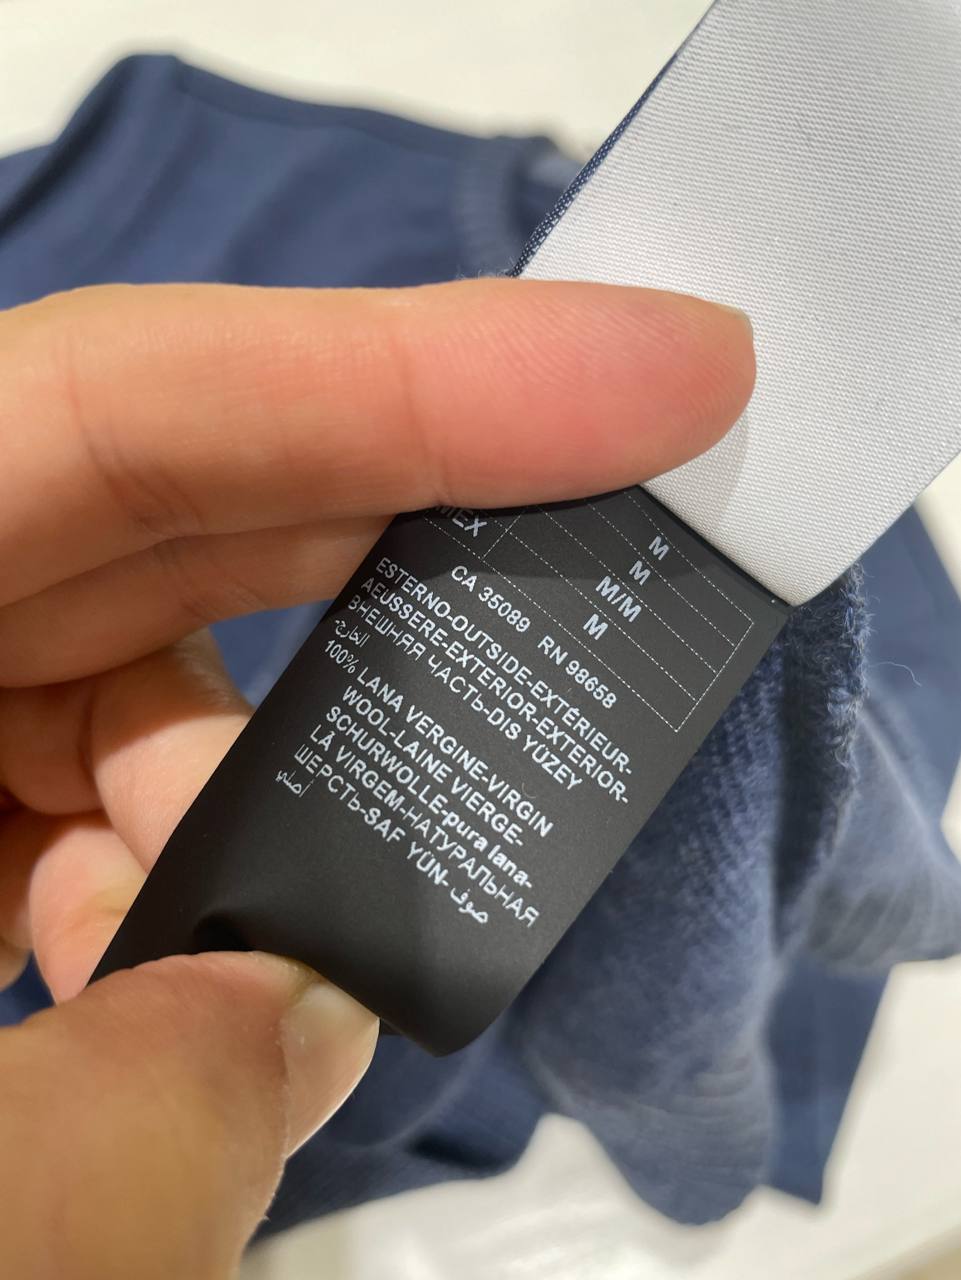 MEX
M
M
M/M
M
CA 35089 RN 98658
ESTERNO-OUTSIDE-EXTÉRIEUR-
AEUSSERE-EXTERIOR-EXTERIOR-
ВНЕШНЯЯ ЧАСТЬ-DIS YÜZEY
الخارج-
100% LANA VERGINE-VIRGIN
WOOL-LAINE VIERGE-
SCHURWOLLE-pura lana-
LÃ VIRGEM-НАТУРАЛЬНАЯ
ШЕРСТЬ-SAF YÜN- صوف
أصلي